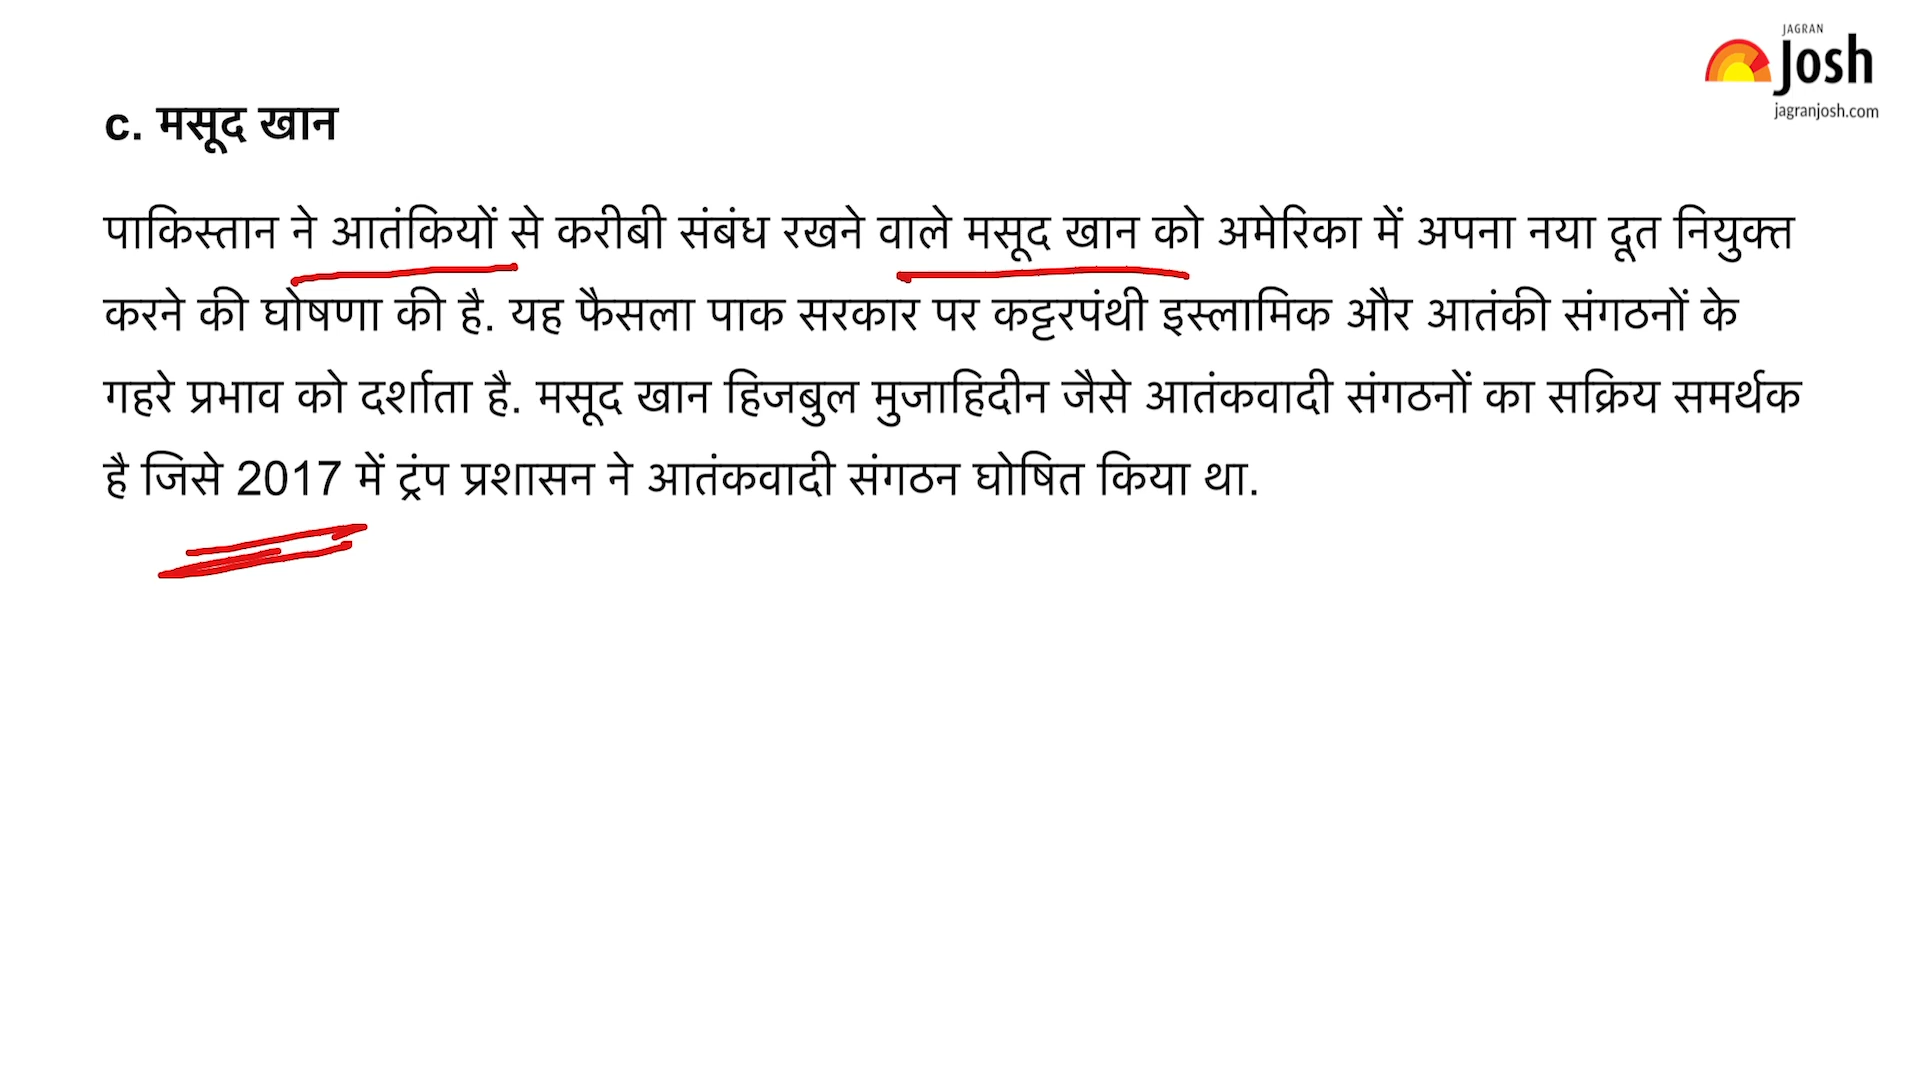 JAGRAN
Josh
jagranjosh.com
c. मसूद खान
पाकिस्तान ने आतंकियों से करीबी संबंध रखने वाले मसूद खान को अमेरिका में अपना नया दूत नियुक्त
करने की घोषणा की है. यह फैसला पाक सरकार पर कट्टरपंथी इस्लामिक और आतंकी संगठनों के
गहरे प्रभाव को दर्शाता है. मसूद खान हिजबुल मुजाहिदीन जैसे आतंकवादी संगठनों का सक्रिय समर्थक
है जिसे 2017 में ट्रंप प्रशासन ने आतंकवादी संगठन घोषित किया था.